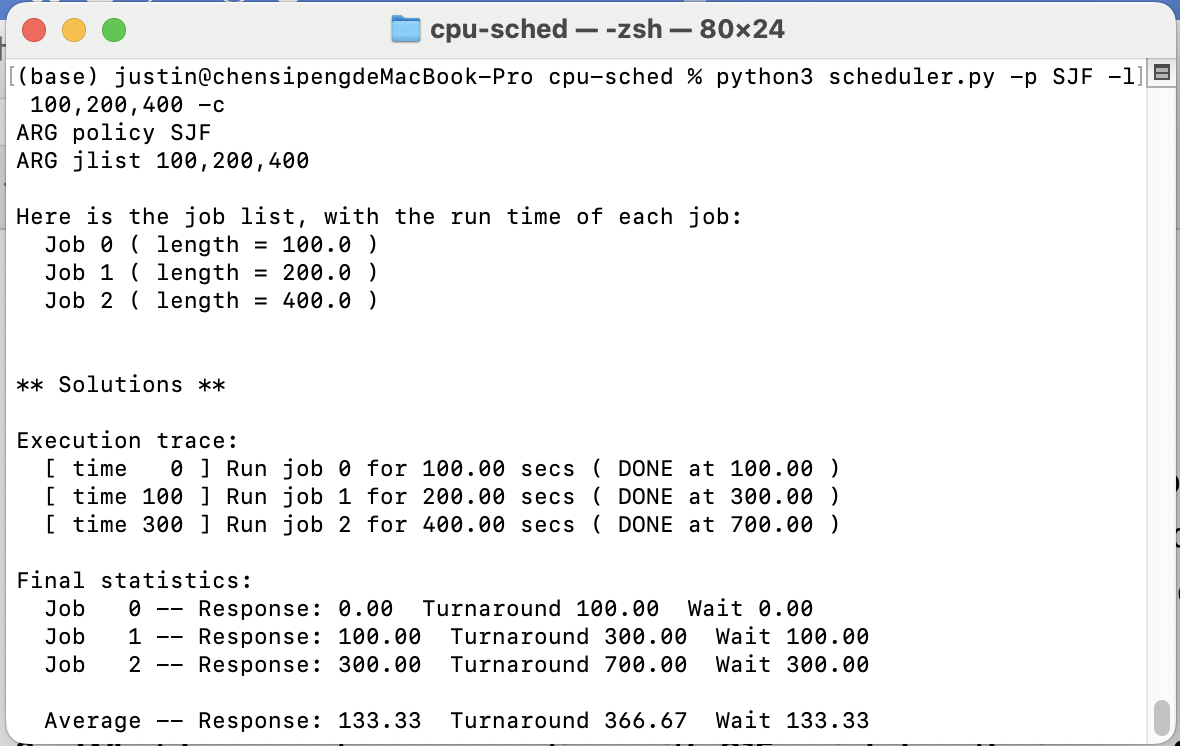 cpu-sched — -zsh — 80×24
[(base) justin@chensipengdeMacBook-Pro cpu-sched % python3 scheduler.py -p SJF -l]
 100,200,400 -c
ARG policy SJF
ARG jlist 100,200,400

Here is the job list, with the run time of each job:
  Job 0 ( length = 100.0 )
  Job 1 ( length = 200.0 )
  Job 2 ( length = 400.0 )


** Solutions **

Execution trace:
  [ time   0 ] Run job 0 for 100.00 secs ( DONE at 100.00 )
  [ time 100 ] Run job 1 for 200.00 secs ( DONE at 300.00 )
  [ time 300 ] Run job 2 for 400.00 secs ( DONE at 700.00 )

Final statistics:
  Job   0 -- Response: 0.00  Turnaround 100.00  Wait 0.00
  Job   1 -- Response: 100.00  Turnaround 300.00  Wait 100.00
  Job   2 -- Response: 300.00  Turnaround 700.00  Wait 300.00

  Average -- Response: 133.33  Turnaround 366.67  Wait 133.33